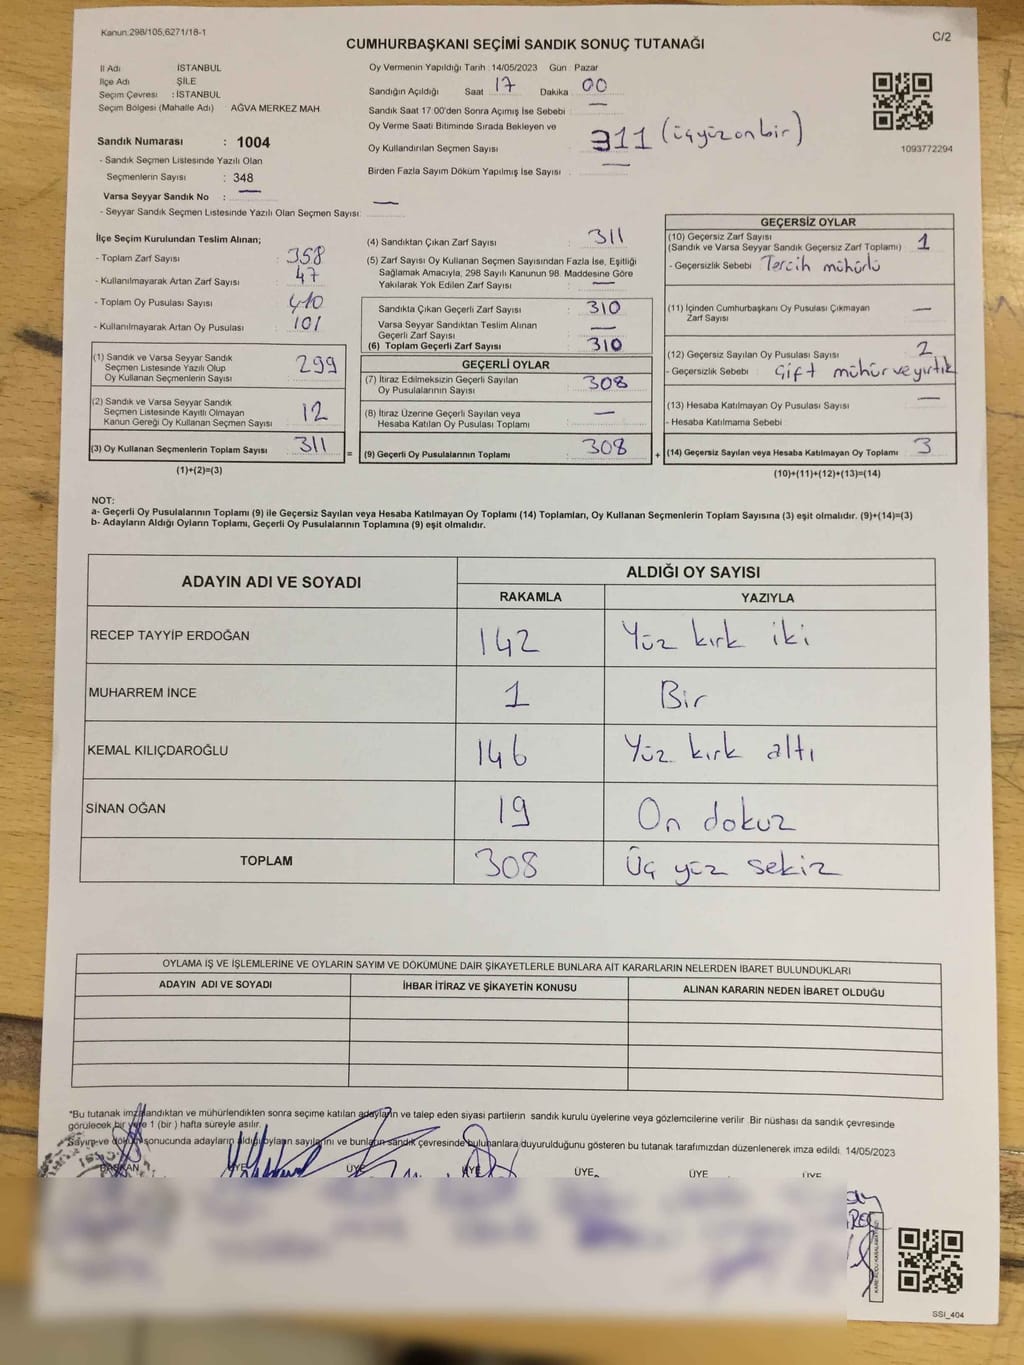 Kanun:298/105,6271/18-1
C/2
CUMHURBAŞKANI SEÇİMİ SANDIK SONUÇ TUTANAĞI
İl Adı İSTANBUL
İlçe Adı ŞİLE
Seçim Çevresi : İSTANBUL
Seçim Bölgesi (Mahalle Adı) AĞVA MERKEZ MAH
Sandık Numarası : 1004
- Sandık Seçmen Listesinde Yazılı Olan
Seçmenlerin Sayısı : 348
Varsa Seyyar Sandık No : —
- Seyyar Sandık Seçmen Listesinde Yazılı Olan Seçmen Sayısı: —
Oy Vermenin Yapıldığı Tarih : 14/05/2023 Gün : Pazar
Sandığın Açıldığı Saat 17 Dakika 00
Sandık Saat 17:00'den Sonra Açımış İse Sebebi : —
Oy Verme Saati Bitiminde Sırada Bekleyen ve
Oy Kullandırılan Seçmen Sayısı : 311 (üçyüzonbir)
Birden Fazla Sayım Döküm Yapılmış İse Sayısı : —
1093772294
İlçe Seçim Kurulundan Teslim Alınan;
- Toplam Zarf Sayısı : 358
- Kullanılmayarak Artan Zarf Sayısı : 47
- Toplam Oy Pusulası Sayısı : 410
- Kullanılmayarak Artan Oy Pusulası : 101
(1) Sandık ve Varsa Seyyar Sandık
Seçmen Listesinde Yazılı Olup
Oy Kullanan Seçmenlerin Sayısı : 299
(2) Sandık ve Varsa Seyyar Sandık
Seçmen Listesinde Kayıtlı Olmayan
Kanun Gereği Oy Kullanan Seçmen Sayısı : 12
(3) Oy Kullanan Seçmenlerin Toplam Sayısı : 311
(1)+(2)=(3)
(4) Sandıktan Çıkan Zarf Sayısı : 311
(5) Zarf Sayısı Oy Kullanan Seçmen Sayısından Fazla İse, Eşitliği
Sağlamak Amacıyla, 298 Sayılı Kanunun 98. Maddesine Göre
Yakılarak Yok Edilen Zarf Sayısı : —
Sandıkta Çıkan Geçerli Zarf Sayısı : 310
Varsa Seyyar Sandıktan Teslim Alınan
Geçerli Zarf Sayısı : —
(6) Toplam Geçerli Zarf Sayısı : 310
GEÇERLİ OYLAR
(7) İtiraz Edilmeksizin Geçerli Sayılan
Oy Pusulalarının Sayısı : 308
(8) İtiraz Üzerine Geçerli Sayılan veya
Hesaba Katılan Oy Pusulası Toplamı : —
= (9) Geçerli Oy Pusulalarının Toplamı : 308 +
GEÇERSİZ OYLAR
(10) Geçersiz Zarf Sayısı
(Sandık ve Varsa Seyyar Sandık Geçersiz Zarf Toplamı) : 1
- Geçersizlik Sebebi : Tercih mühürlü
(11) İçinden Cumhurbaşkanı Oy Pusulası Çıkmayan
Zarf Sayısı : —
(12) Geçersiz Sayılan Oy Pusulası Sayısı : 2
- Geçersizlik Sebebi : Çift mühür ve yırtık
(13) Hesaba Katılmayan Oy Pusulası Sayısı : —
- Hesaba Katılmama Sebebi :
(14) Geçersiz Sayılan veya Hesaba Katılmayan Oy Toplamı : 3
(10)+(11)+(12)+(13)=(14)
NOT:
a- Geçerli Oy Pusulalarının Toplamı (9) ile Geçersiz Sayılan veya Hesaba Katılmayan Oy Toplamı (14) Toplamları, Oy Kullanan Seçmenlerin Toplam Sayısına (3) eşit olmalıdır. (9)+(14)=(3)
b- Adayların Aldığı Oyların Toplamı, Geçerli Oy Pusulalarının Toplamına (9) eşit olmalıdır.
ADAYIN ADI VE SOYADI ALDIĞI OY SAYISI
RAKAMLA YAZIYLA
RECEP TAYYİP ERDOĞAN 142 Yüz kırk iki
MUHARREM İNCE 1 Bir
KEMAL KILIÇDAROĞLU 146 Yüz kırk altı
SİNAN OĞAN 19 On dokuz
TOPLAM 308 Üç yüz sekiz
OYLAMA İŞ VE İŞLEMLERİNE VE OYLARIN SAYIM VE DÖKÜMÜNE DAİR ŞİKAYETLERLE BUNLARA AİT KARARLARIN NELERDEN İBARET BULUNDUKLARI
ADAYIN ADI VE SOYADI İHBAR İTİRAZ VE ŞİKAYETİN KONUSU ALINAN KARARIN NEDEN İBARET OLDUĞU
*Bu tutanak imzalandıktan ve mühürlendikten sonra seçime katılan adayların ve talep eden siyasi partilerin sandık kurulu üyelerine veya gözlemcilerine verilir. Bir nüshası da sandık çevresinde
görülecek bir yere 1 (bir ) hafta süreyle asılır.
Sayım ve döküm sonucunda adayların aldığı oyların sayılarını ve bunların sandık çevresinde bulunanlara duyurulduğunu gösteren bu tutanak tarafımızdan düzenlenerek imza edildi. 14/05/2023
BAŞKAN ÜYE ÜYE ÜYE ÜYE ÜYE ÜYE
SSI_404